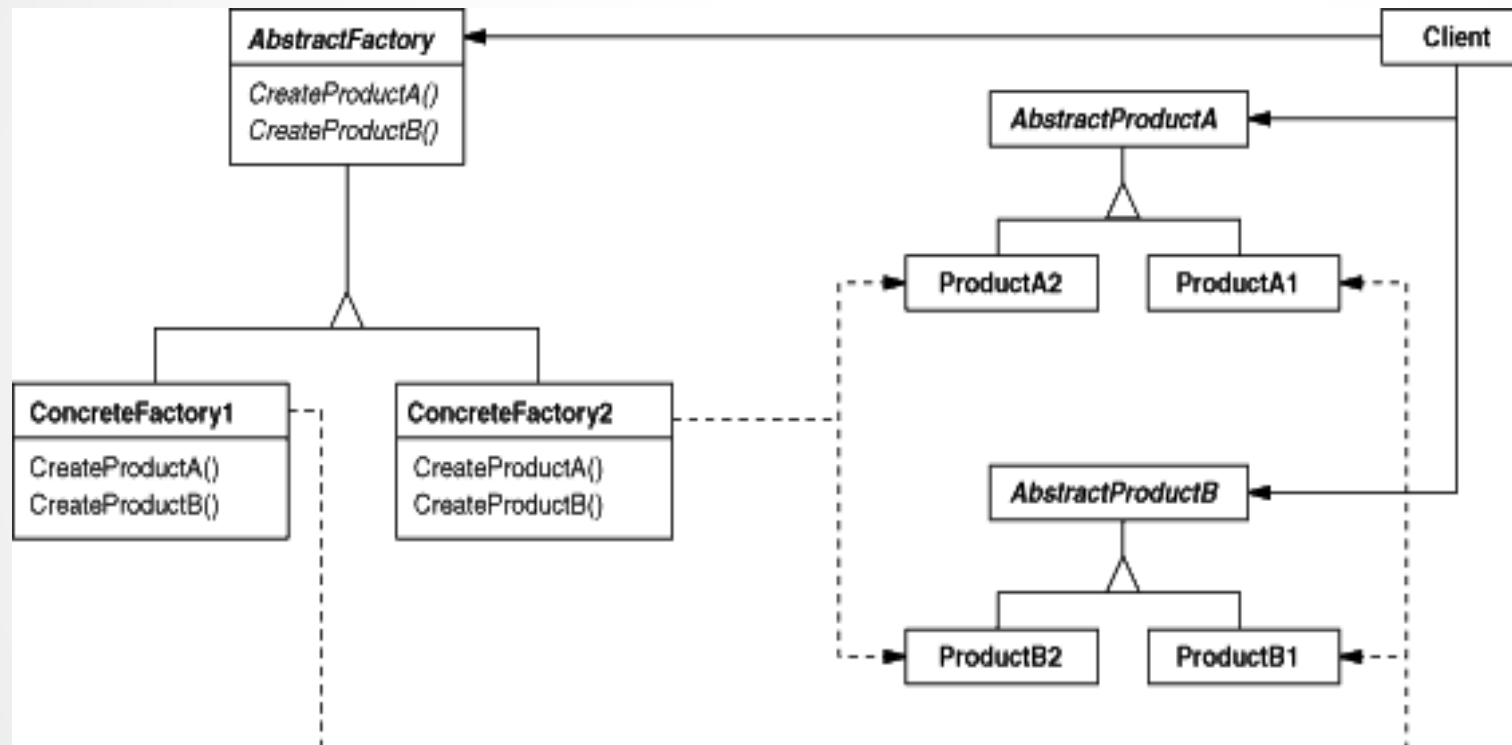 AbstractFactory
CreateProductA()
CreateProductB()
Client
AbstractProductA
ProductA2
ProductA1
ConcreteFactory1
CreateProductA()
CreateProductB()
ConcreteFactory2
CreateProductA()
CreateProductB()
AbstractProductB
ProductB2
ProductB1